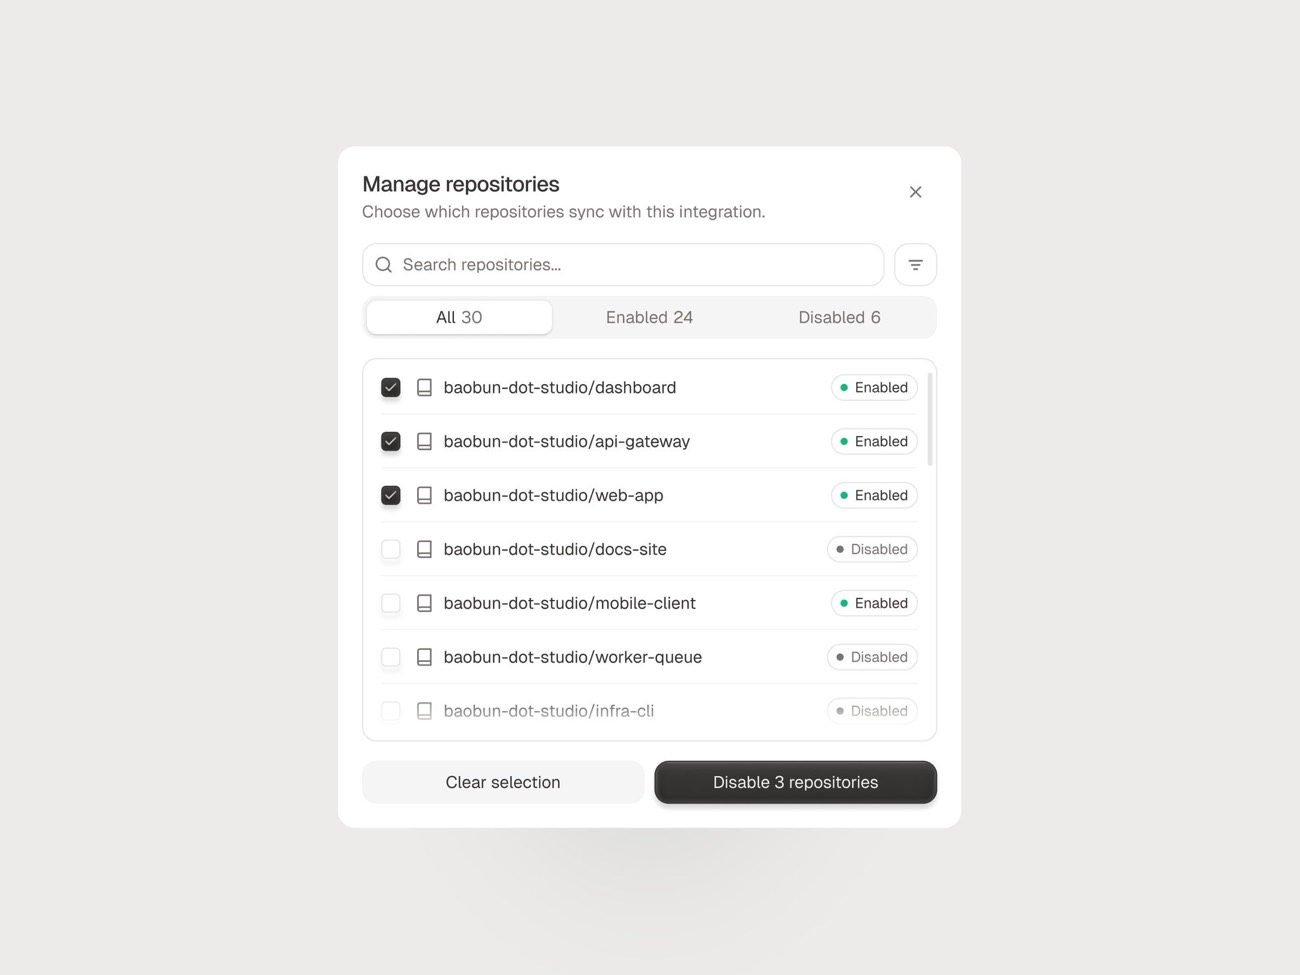 Manage repositories
Choose which repositories sync with this integration.
Search repositories...
All 30
Enabled 24
Disabled 6
baobun-dot-studio/dashboard
Enabled
baobun-dot-studio/api-gateway
Enabled
baobun-dot-studio/web-app
Enabled
baobun-dot-studio/docs-site
Disabled
baobun-dot-studio/mobile-client
Enabled
baobun-dot-studio/worker-queue
Disabled
baobun-dot-studio/infra-cli
Disabled
Clear selection
Disable 3 repositories